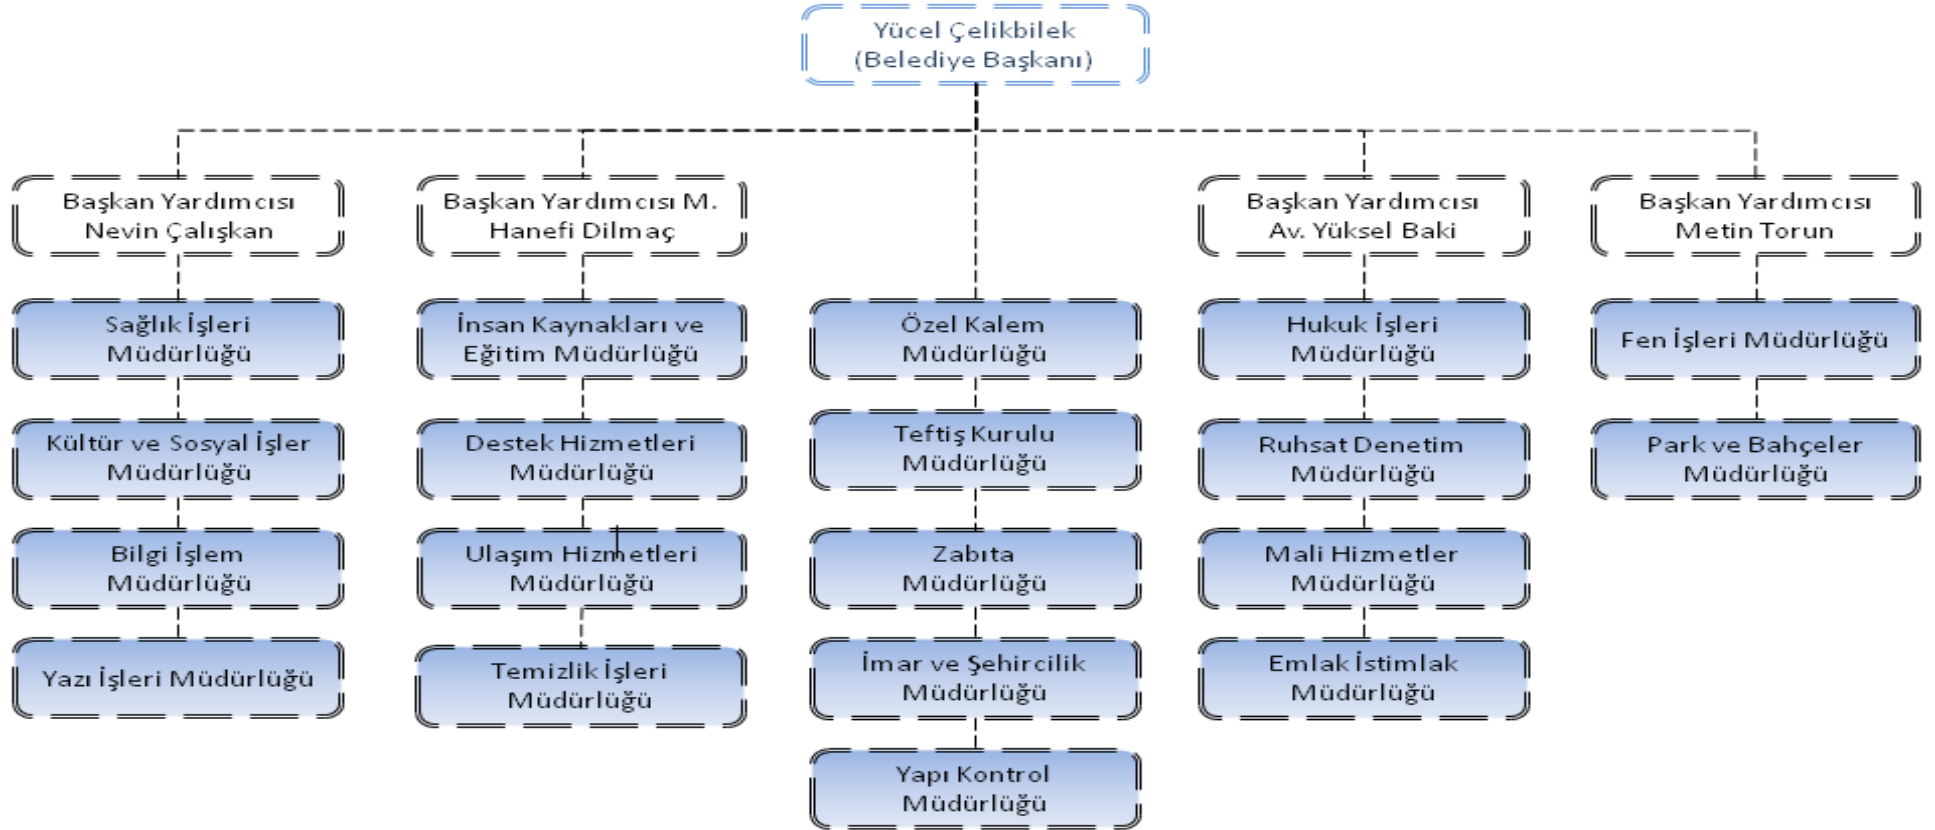 Yücel Çelikbilek
(Belediye Başkanı)
Başkan Yardımcısı
Nevin Çalışkan
Başkan Yardımcısı M.
Hanefi Dilmaç
Başkan Yardımcısı
Av. Yüksel Baki
Başkan Yardımcısı
Metin Torun
Sağlık İşleri
Müdürlüğü
İnsan Kaynakları ve
Eğitim Müdürlüğü
Özel Kalem
Müdürlüğü
Hukuk İşleri
Müdürlüğü
Fen İşleri Müdürlüğü
Kültür ve Sosyal İşler
Müdürlüğü
Destek Hizmetleri
Müdürlüğü
Teftiş Kurulu
Müdürlüğü
Ruhsat Denetim
Müdürlüğü
Park ve Bahçeler
Müdürlüğü
Bilgi İşlem
Müdürlüğü
Ulaşım Hizmetleri
Müdürlüğü
Zabıta
Müdürlüğü
Mali Hizmetler
Müdürlüğü
Yazı İşleri Müdürlüğü
Temizlik İşleri
Müdürlüğü
İmar ve Şehircilik
Müdürlüğü
Emlak İstimlak
Müdürlüğü
Yapı Kontrol
Müdürlüğü